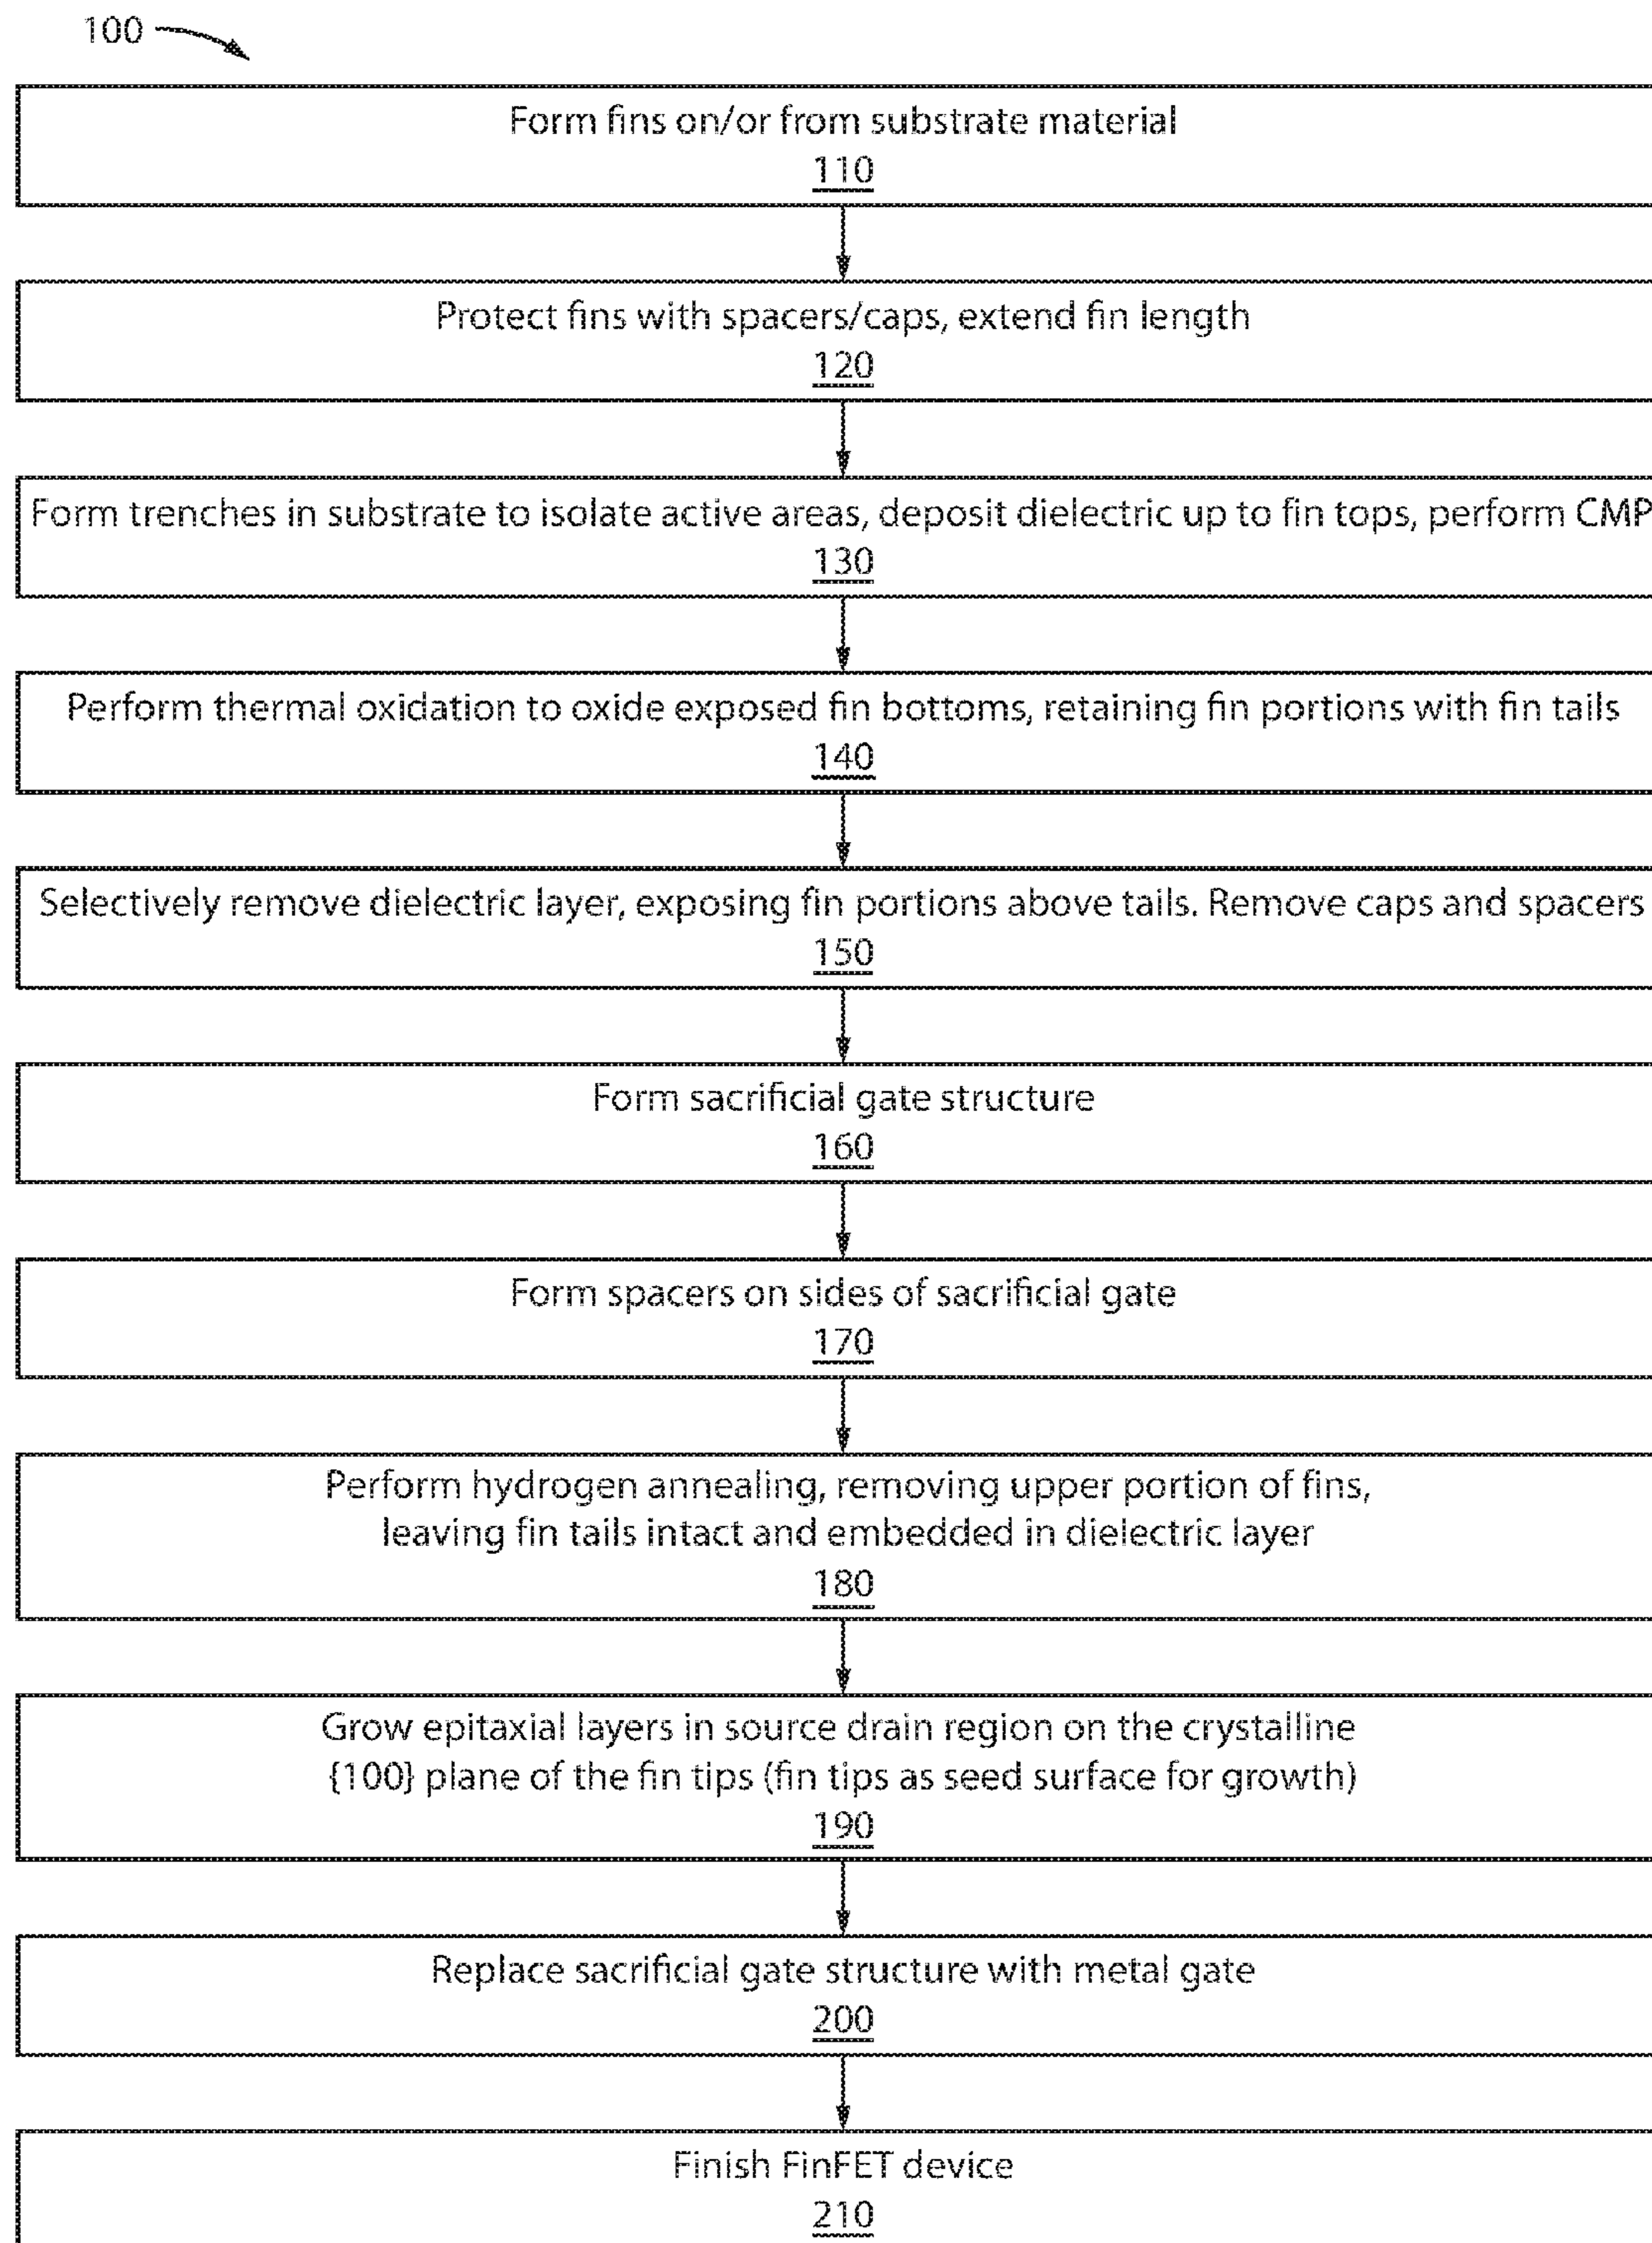 100
Form fins on/or from substrate material
110
Protect fins with spacers/caps, extend fin length
120
Form trenches in substrate to isolate active areas, deposit dielectric up to fin tops, perform CMP
130
Perform thermal oxidation to oxide exposed fin bottoms, retaining fin portions with fin tails
140
Selectively remove dielectric layer, exposing fin portions above tails. Remove caps and spacers
150
Form sacrificial gate structure
160
Form spacers on sides of sacrificial gate
170
Perform hydrogen annealing, removing upper portion of fins,
leaving fin tails intact and embedded in dielectric layer
180
Grow epitaxial layers in source drain region on the crystalline
{100} plane of the fin tips (fin tips as seed surface for growth)
190
Replace sacrificial gate structure with metal gate
200
Finish FinFET device
210